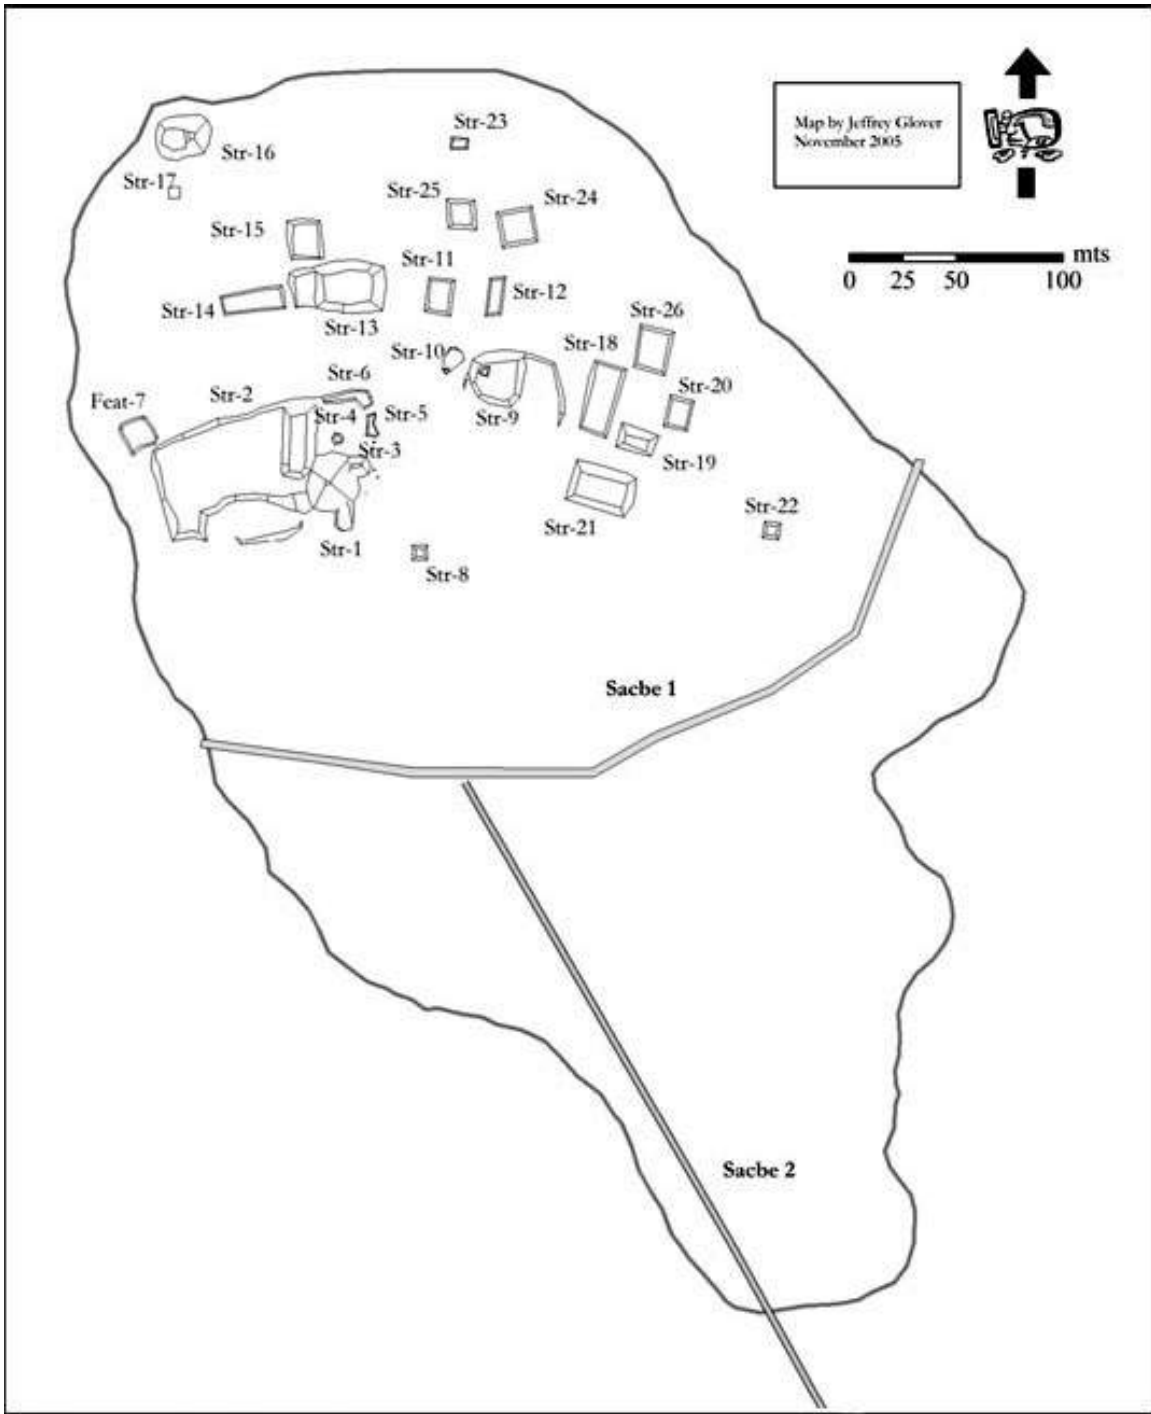 Map by Jeffrey Glover
November 2005
mts
0 25 50 100
Str-23
Str-16
Str-17
Str-25
Str-24
Str-15
Str-11
Str-12
Str-14
Str-13
Str-26
Str-10
Str-18
Str-6
Str-2
Str-20
Feat-7
Str-4
Str-5
Str-9
Str-3
Str-19
Str-22
Str-21
Str-1
Str-8
Sacbe 1
Sacbe 2